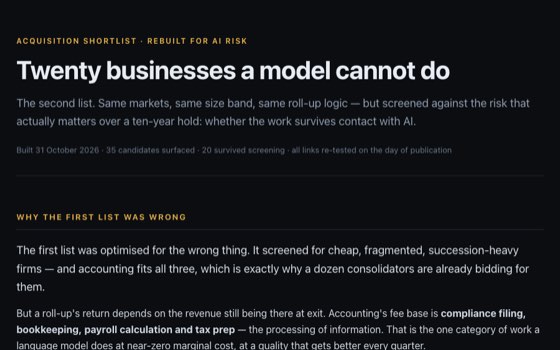 ACQUISITION SHORTLIST · REBUILT FOR AI RISK
Twenty businesses a model cannot do
The second list. Same markets, same size band, same roll-up logic — but screened against the risk that
actually matters over a ten-year hold: whether the work survives contact with AI.
Built 31 October 2026 · 35 candidates surfaced · 20 survived screening · all links re-tested on the day of publication
WHY THE FIRST LIST WAS WRONG
The first list was optimised for the wrong thing. It screened for cheap, fragmented, succession-heavy
firms — and accounting fits all three, which is exactly why a dozen consolidators are already bidding for
them.
But a roll-up's return depends on the revenue still being there at exit. Accounting's fee base is compliance filing,
bookkeeping, payroll calculation and tax prep — the processing of information. That is the one category of work a
language model does at near-zero marginal cost, at a quality that gets better every quarter.